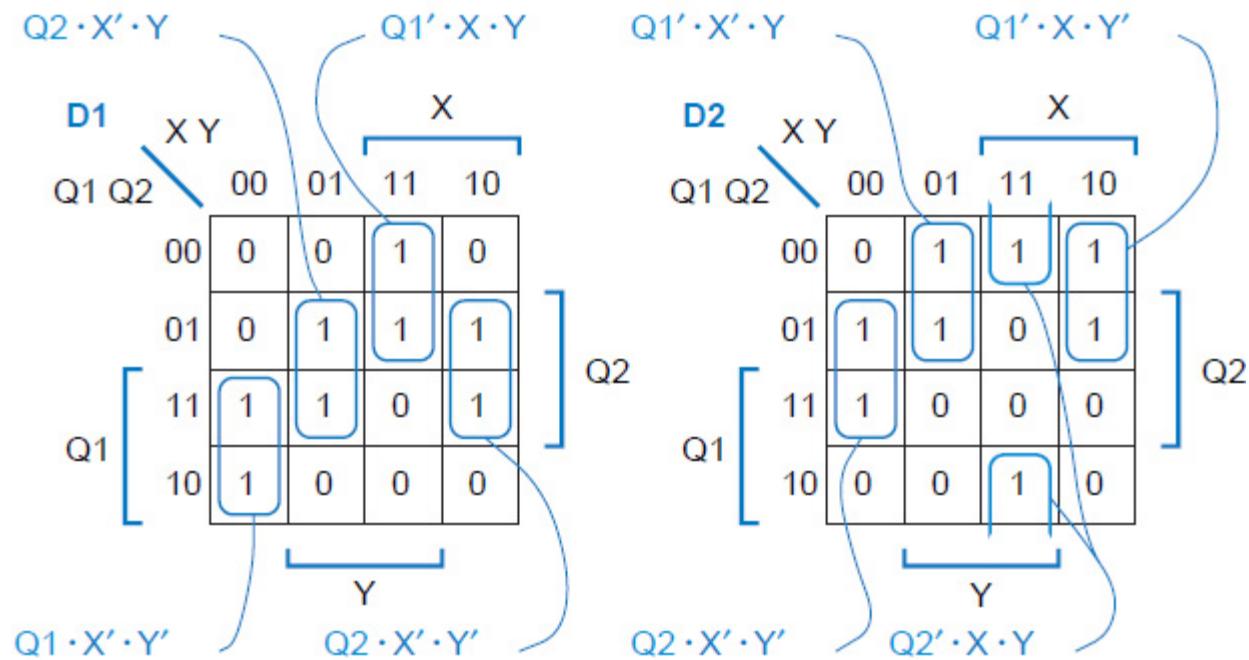 Q2·X′·Y Q1′·X·Y Q1′·X′·Y Q1′·X·Y′
D1 X Y X D2 X Y X
Q1 Q2 00 01 11 10 Q1 Q2 00 01 11 10
00 0 0 1 0 00 0 1 1 1
01 0 1 1 1 01 1 1 0 1
Q2 Q2
11 1 1 0 1 11 1 0 0 0
Q1 Q1
10 1 0 0 0 10 0 0 1 0
Y Y
Q1·X′·Y′ Q2·X′·Y′ Q2·X′·Y′ Q2′·X·Y